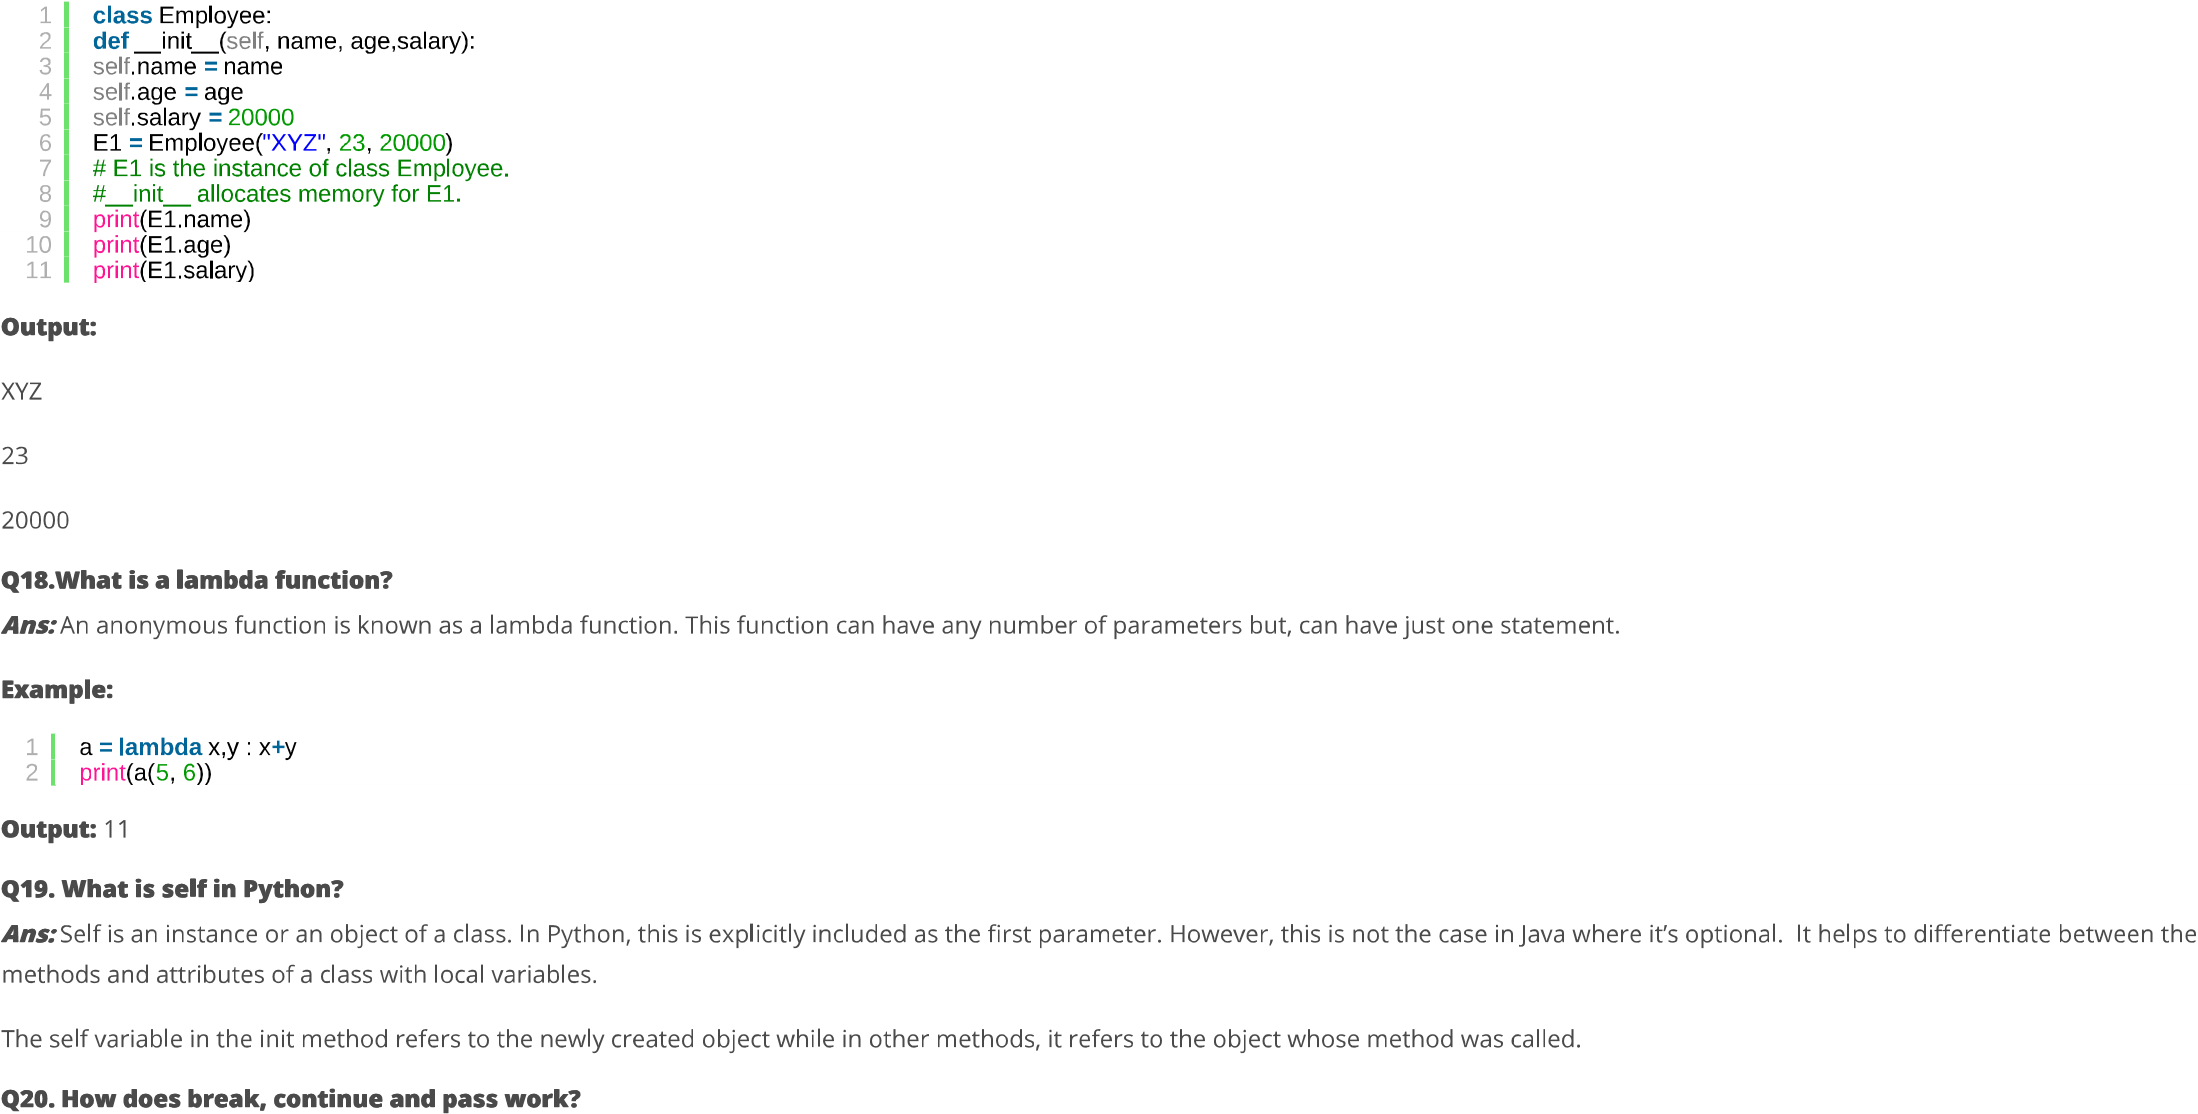 1 class Employee:
2 def __init__(self, name, age,salary):
3 self.name = name
4 self.age = age
5 self.salary = 20000
6 E1 = Employee("XYZ", 23, 20000)
7 # E1 is the instance of class Employee.
8 #__init__ allocates memory for E1.
9 print(E1.name)
10 print(E1.age)
11 print(E1.salary)
Output:
XYZ
23
20000
Q18.What is a lambda function?
Ans: An anonymous function is known as a lambda function. This function can have any number of parameters but, can have just one statement.
Example:
1 a = lambda x,y : x+y
2 print(a(5, 6))
Output: 11
Q19. What is self in Python?
Ans: Self is an instance or an object of a class. In Python, this is explicitly included as the first parameter. However, this is not the case in Java where it’s optional.  It helps to differentiate between the
methods and attributes of a class with local variables.
The self variable in the init method refers to the newly created object while in other methods, it refers to the object whose method was called.
Q20. How does break, continue and pass work?